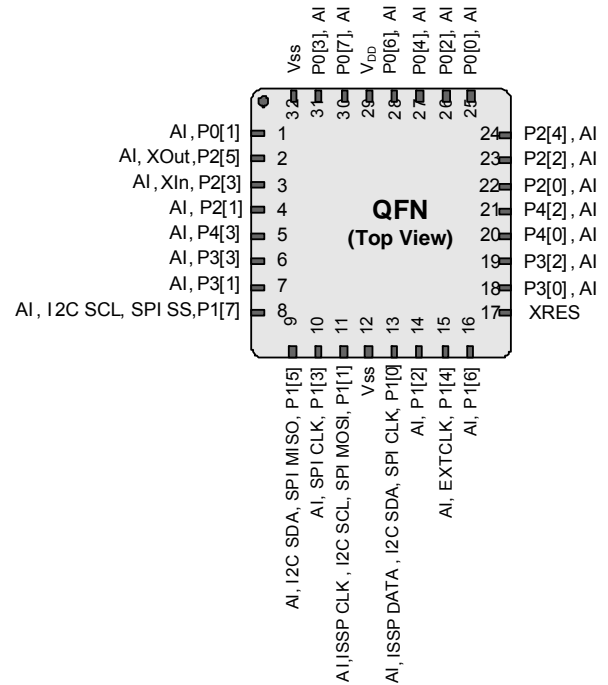 Vss
P0[3], AI
P0[7], AI
VDD
P0[6], AI
P0[4], AI
P0[2], AI
P0[0], AI
32
31
30
29
28
27
26
25
AI, P0[1]
1
AI, XOut, P2[5]
2
AI, XIn, P2[3]
3
AI, P2[1]
4
AI, P4[3]
5
AI, P3[3]
6
AI, P3[1]
7
AI, I2C SCL, SPI SS, P1[7]
8
QFN
(Top View)
24
P2[4], AI
23
P2[2], AI
22
P2[0], AI
21
P4[2], AI
20
P4[0], AI
19
P3[2], AI
18
P3[0], AI
17
XRES
9
10
11
12
13
14
15
16
AI, I2C SDA, SPI MISO, P1[5]
AI, SPI CLK, P1[3]
AI, ISSP CLK, I2C SCL, SPI MOSI, P1[1]
Vss
AI, ISSP DATA, I2C SDA, SPI CLK, P1[0]
AI, P1[2]
AI, EXTCLK, P1[4]
AI, P1[6]